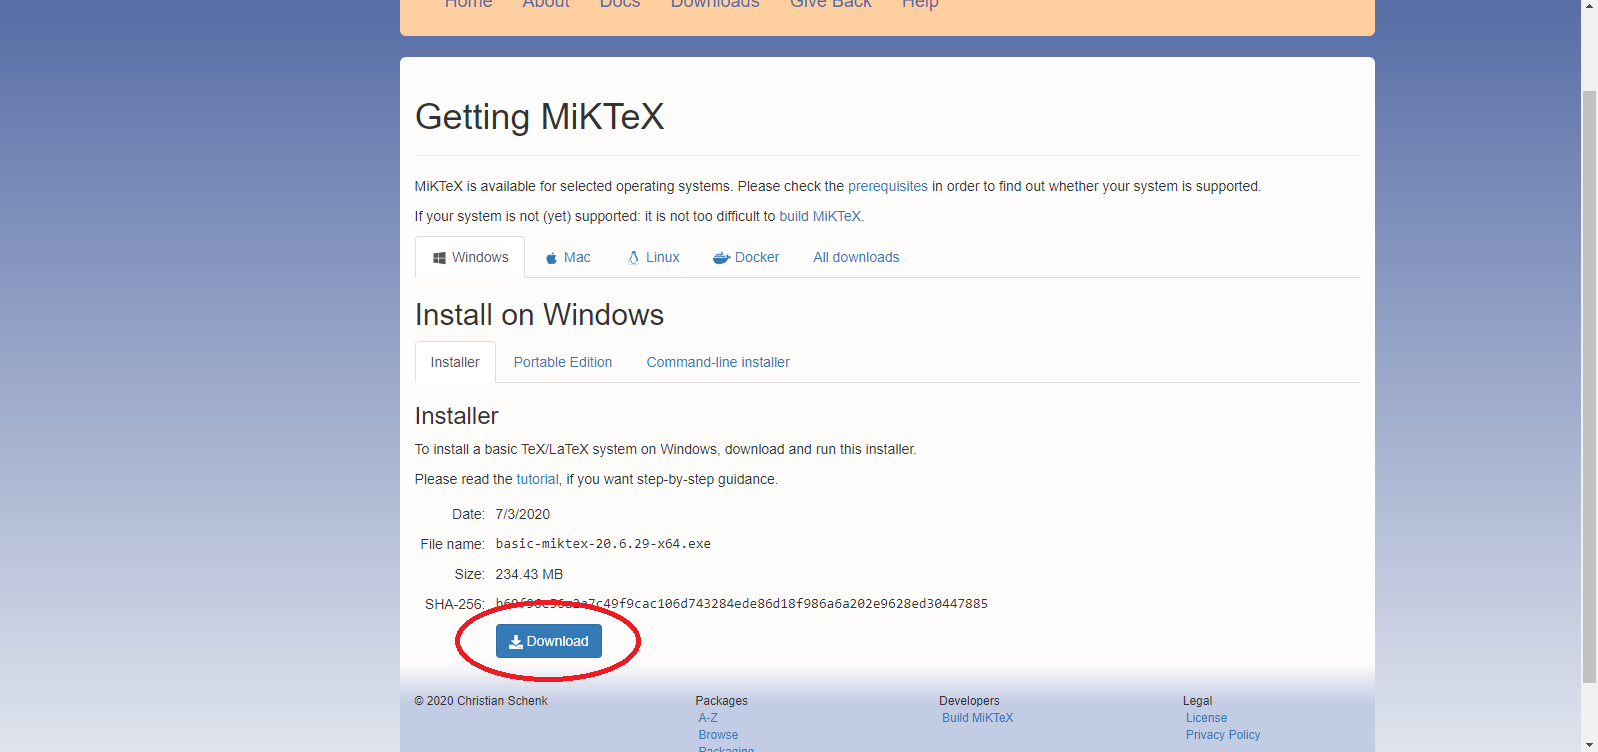 Home About Docs Downloads Give Back Help
Getting MiKTeX
MiKTeX is available for selected operating systems. Please check the prerequisites in order to find out whether your system is supported.
If your system is not (yet) supported: it is not too difficult to build MiKTeX.
Windows Mac Linux Docker All downloads
Install on Windows
Installer Portable Edition Command-line installer
Installer
To install a basic TeX/LaTeX system on Windows, download and run this installer.
Please read the tutorial, if you want step-by-step guidance.
Date: 7/3/2020
File name: basic-miktex-20.6.29-x64.exe
Size: 234.43 MB
SHA-256:
Download
© 2020 Christian Schenk Packages Developers Legal
A-Z Build MiKTeX License
Browse Privacy Policy
Packaging